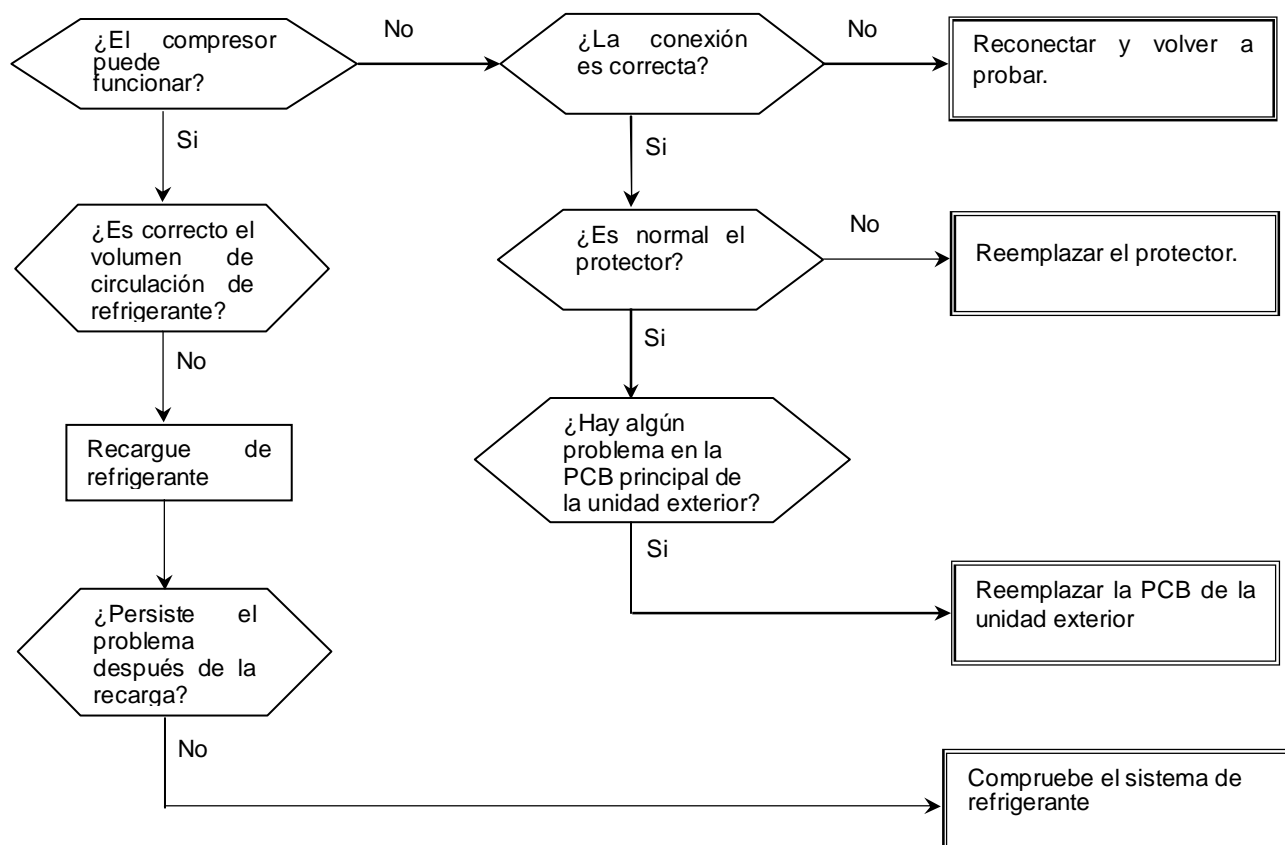 ¿El compresor
puede
funcionar?
No
¿La conexión
es correcta?
No
Reconectar y volver a
probar.
Si
Si
¿Es correcto el
volumen de
circulación de
refrigerante?
¿Es normal el
protector?
No
Reemplazar el protector.
No
Si
Recargue de
refrigerante
¿Hay algún
problema en la
PCB principal de
la unidad exterior?
Si
¿Persiste el
problema
después de la
recarga?
Reemplazar la PCB de la
unidad exterior
No
Compruebe el sistema de
refrigerante